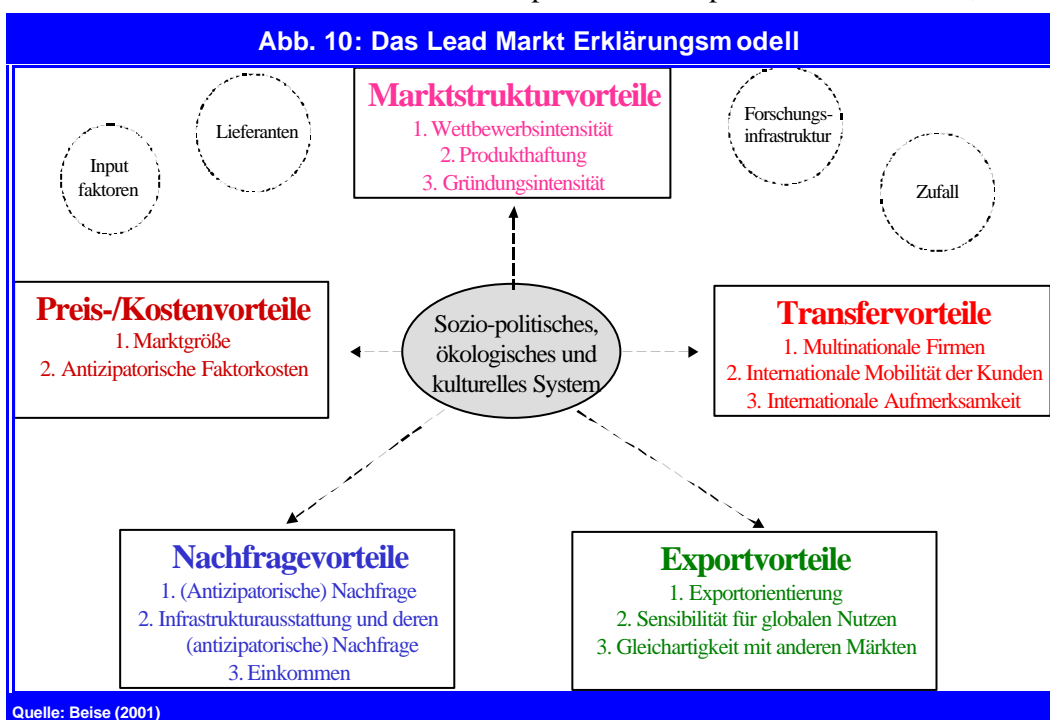 Abb. 10: Das Lead Markt Erklärungsmodell
Marktstrukturvorteile
1. Wettbewerbsintensität
2. Produkthaftung
3. Gründungsintensität
Lieferanten
Input
faktoren
Forschungs-
infrastruktur
Zufall
Preis-/Kostenvorteile
1. Marktgröße
2. Antizipatorische Faktorkosten
Sozio-politisches,
ökologisches und
kulturelles System
Transfervorteile
1. Multinationale Firmen
2. Internationale Mobilität der Kunden
3. Internationale Aufmerksamkeit
Nachfragevorteile
1. (Antizipatorische) Nachfrage
2. Infrastrukturausstattung und deren
(antizipatorische) Nachfrage
3. Einkommen
Exportvorteile
1. Exportorientierung
2. Sensibilität für globalen Nutzen
3. Gleichartigkeit mit anderen Märkten
Quelle: Beise (2001)